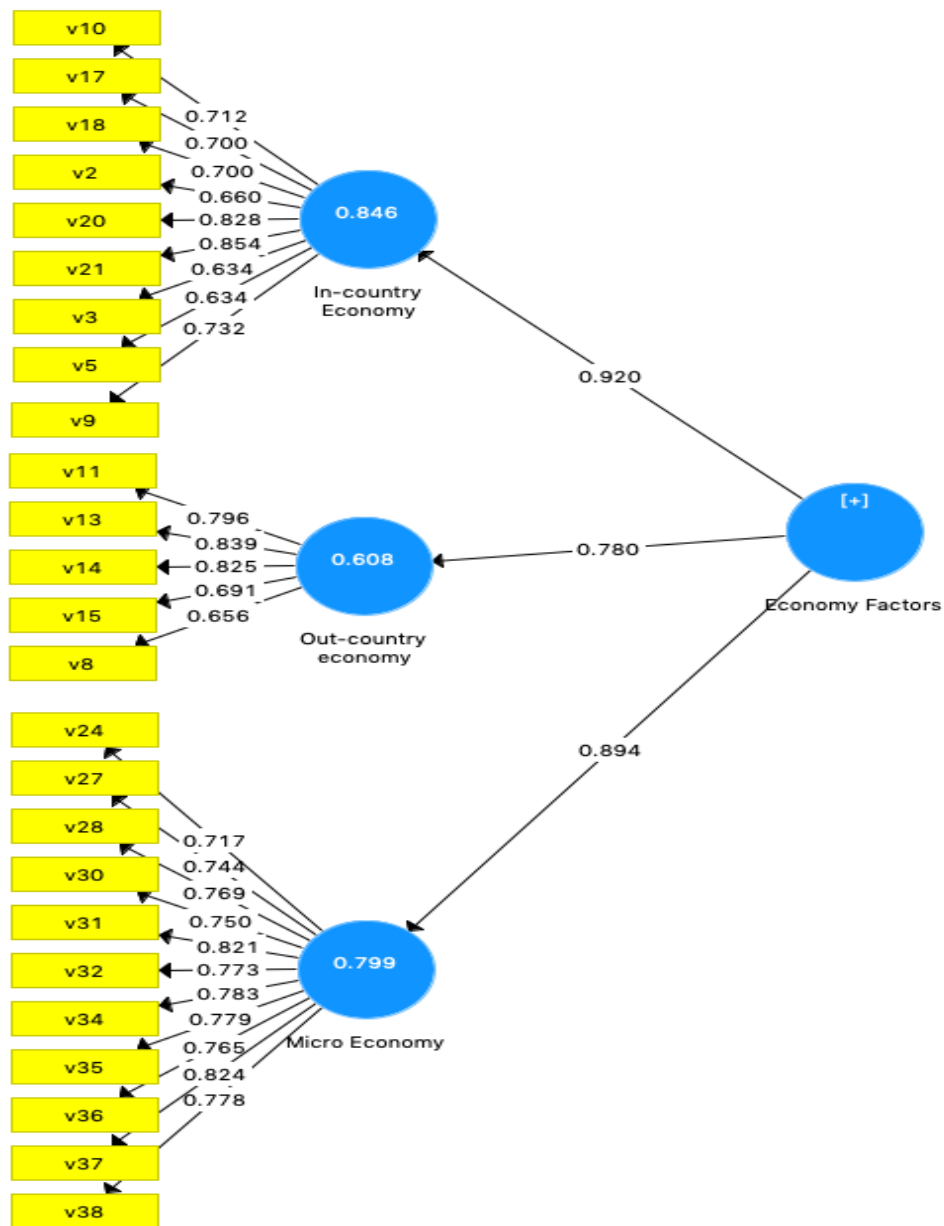 v10
v17
v18
v2
v20
v21
v3
v5
v9
0.712
0.700
0.700
0.660
0.828
0.854
0.634
0.634
0.732
0.846
In-country
Economy
0.920
v11
v13
v14
v15
v8
0.796
0.839
0.825
0.691
0.656
0.608
Out-country
economy
0.780
[+]
Economy Factors
0.894
v24
v27
v28
v30
v31
v32
v34
v35
v36
v37
v38
0.717
0.744
0.769
0.750
0.821
0.773
0.783
0.779
0.765
0.824
0.778
0.799
Micro Economy